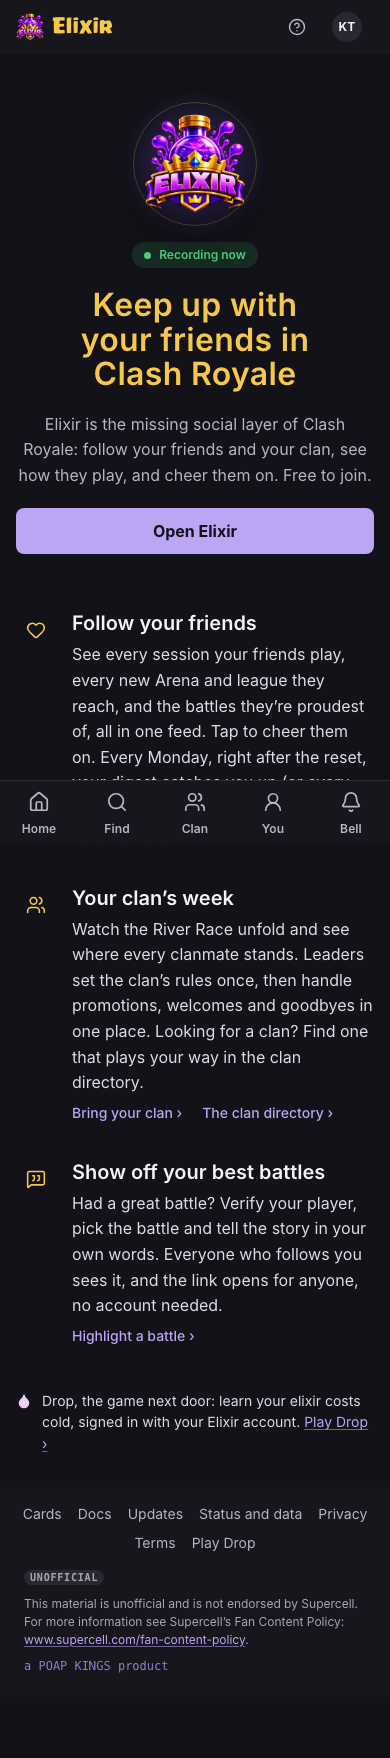 Elixir
KT
ELIXIR
Recording now
Keep up with
your friends in
Clash Royale
Elixir is the missing social layer of Clash
Royale: follow your friends and your clan, see
how they play, and cheer them on. Free to join.
Open Elixir
Follow your friends
See every session your friends play,
every new Arena and league they
reach, and the battles they’re proudest
of, all in one feed. Tap to cheer them
on. Every Monday, right after the reset,
your digest catches you up (or every
Home
Find
Clan
You
Bell
Your clan’s week
Watch the River Race unfold and see
where every clanmate stands. Leaders
set the clan’s rules once, then handle
promotions, welcomes and goodbyes in
one place. Looking for a clan? Find one
that plays your way in the clan
directory.
Bring your clan › The clan directory ›
Show off your best battles
Had a great battle? Verify your player,
pick the battle and tell the story in your
own words. Everyone who follows you
sees it, and the link opens for anyone,
no account needed.
Highlight a battle ›
Drop, the game next door: learn your elixir costs
cold, signed in with your Elixir account. Play Drop
›
Cards Docs Updates Status and data Privacy
Terms Play Drop
UNOFFICIAL
This material is unofficial and is not endorsed by Supercell.
For more information see Supercell’s Fan Content Policy:
www.supercell.com/fan-content-policy.
a POAP KINGS product